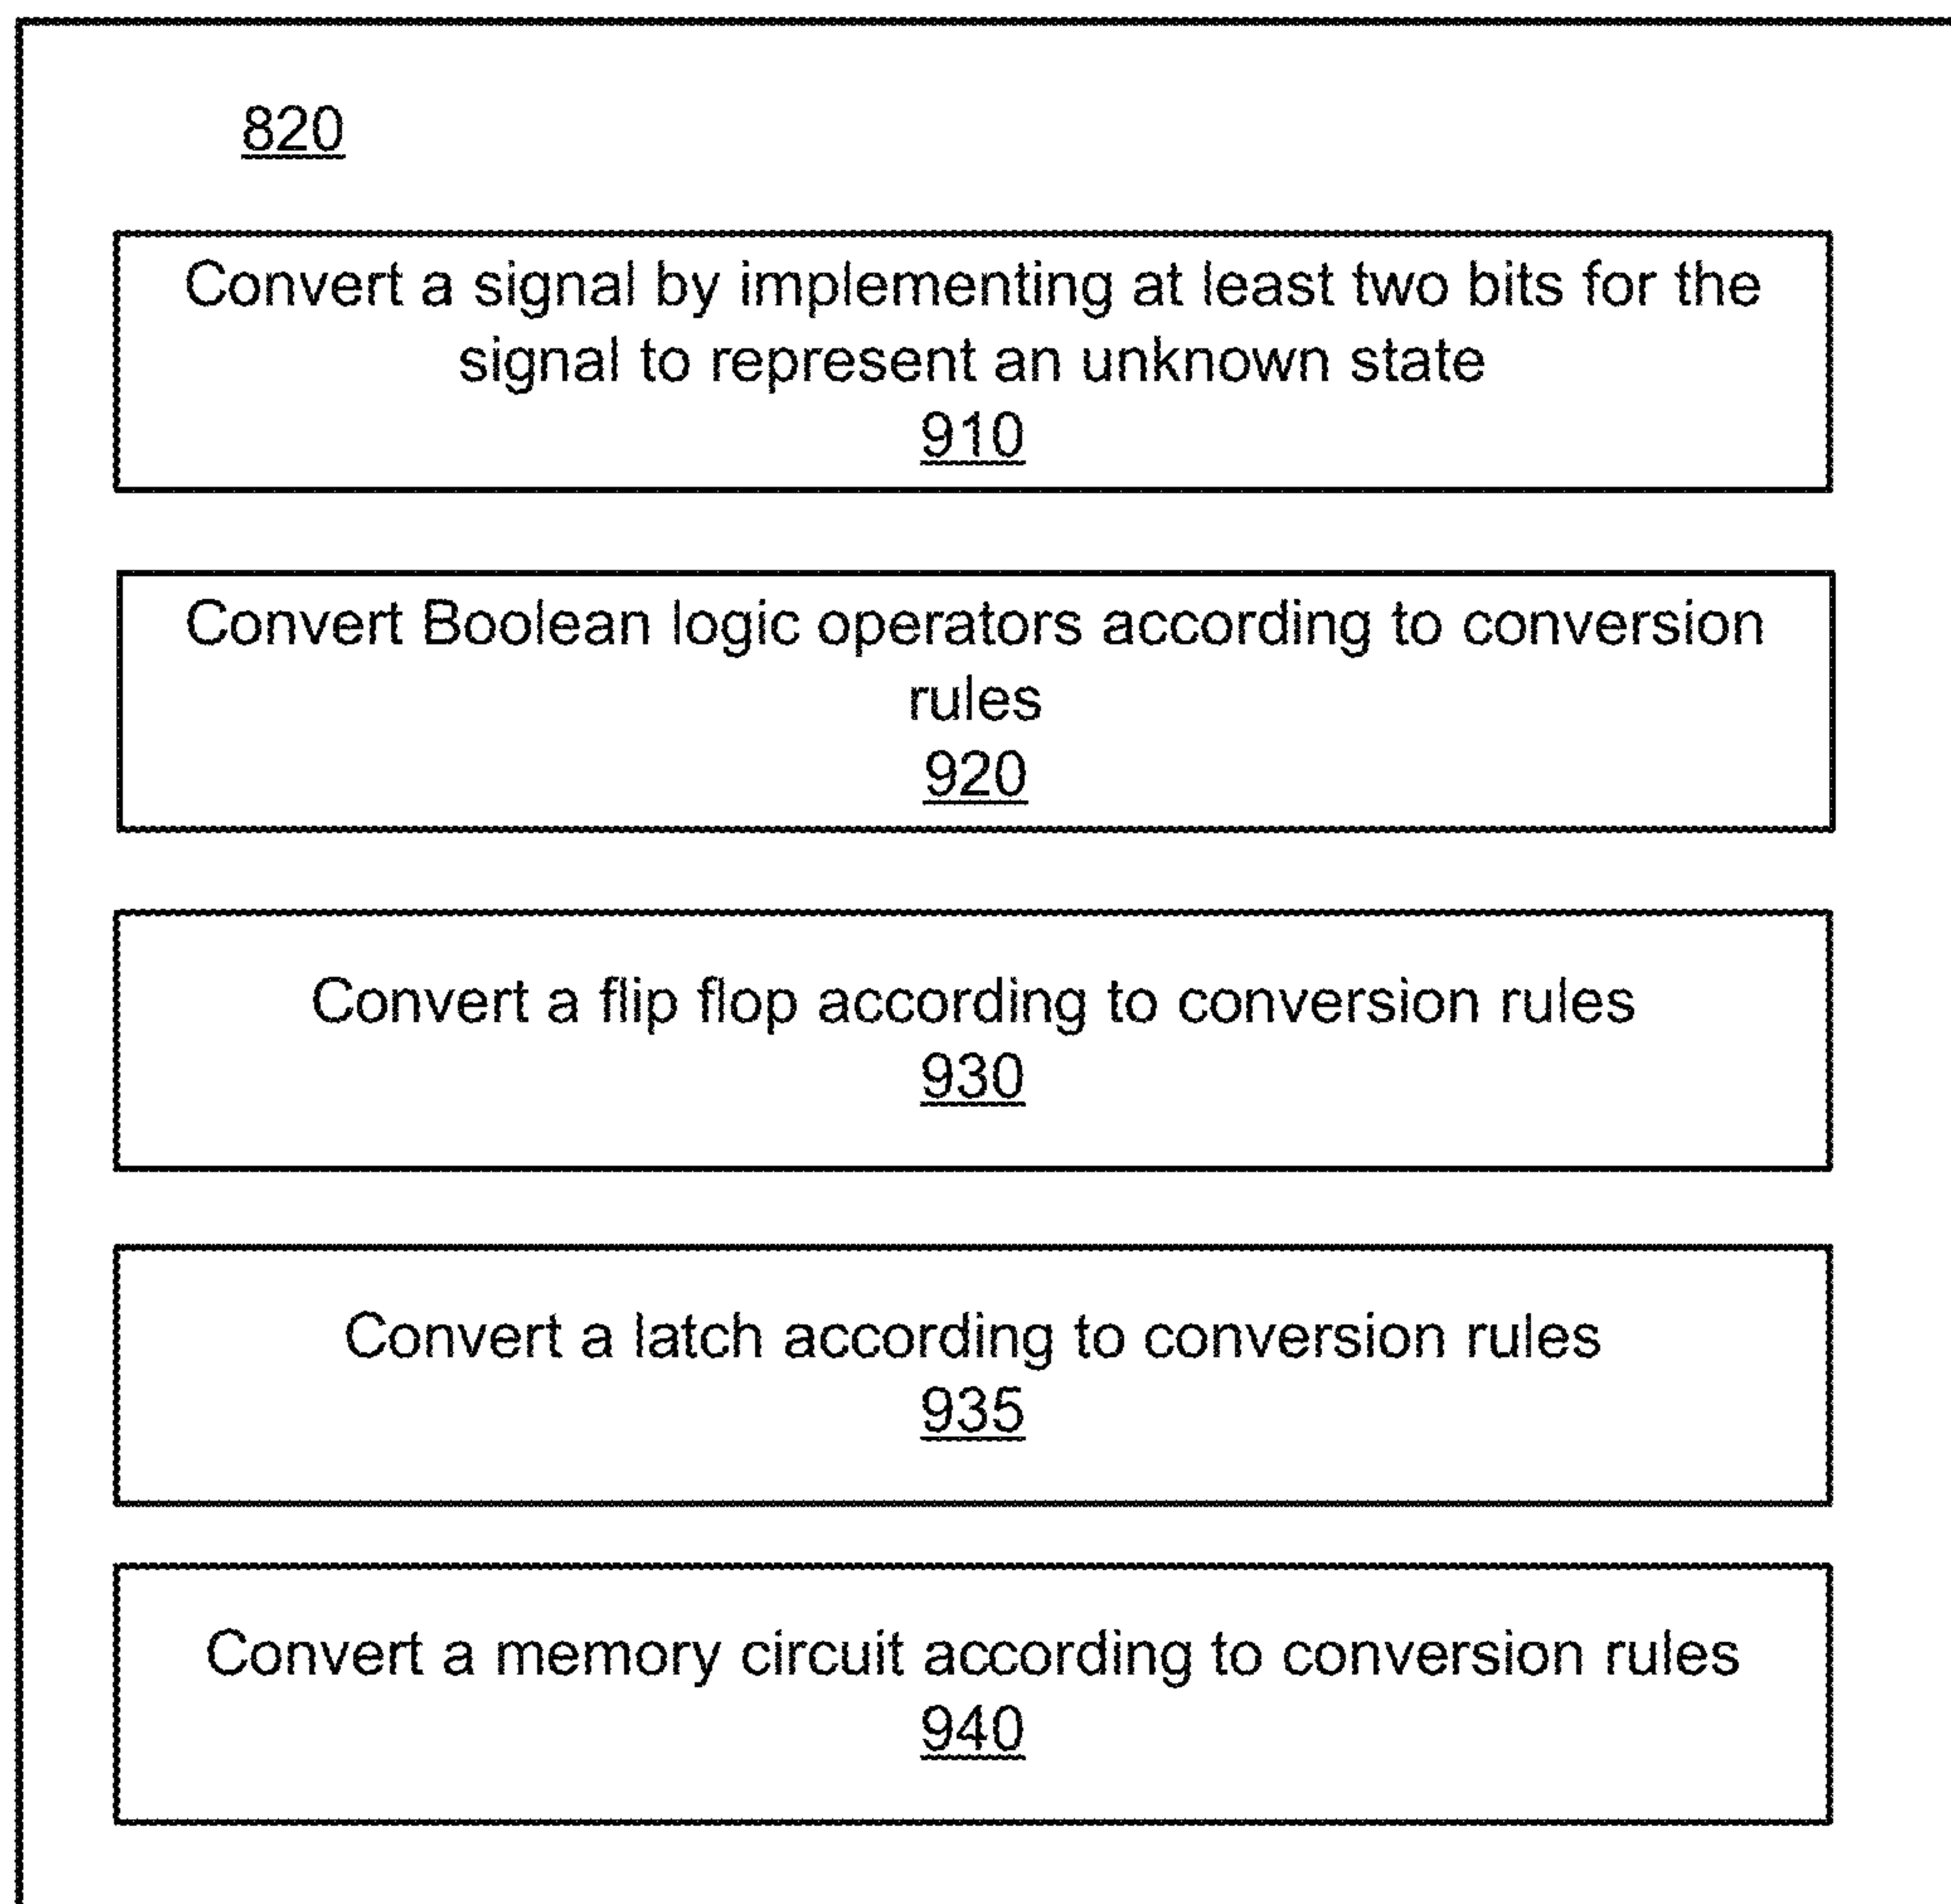 820
Convert a signal by implementing at least two bits for the
signal to represent an unknown state
910
Convert Boolean logic operators according to conversion
rules
920
Convert a flip flop according to conversion rules
930
Convert a latch according to conversion rules
935
Convert a memory circuit according to conversion rules
940